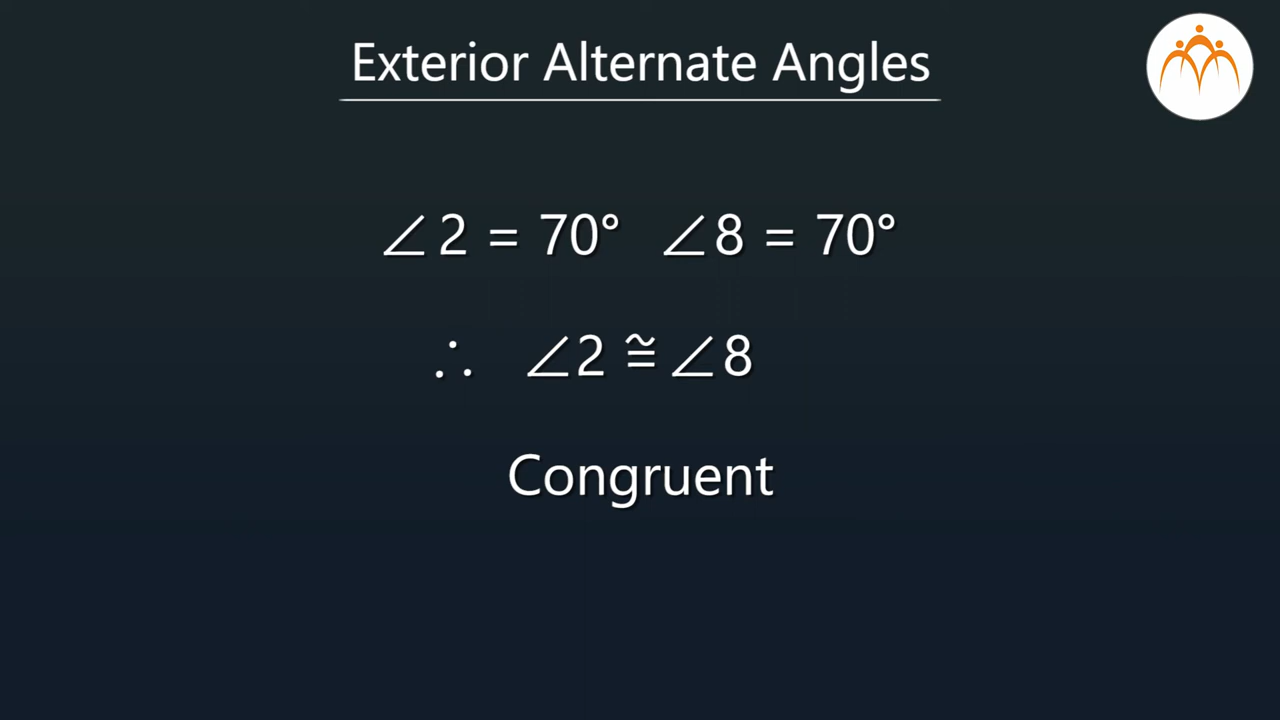 Exterior Alternate Angles
∠2 = 70° ∠8 = 70°
∴ ∠2 ≅ ∠8
Congruent